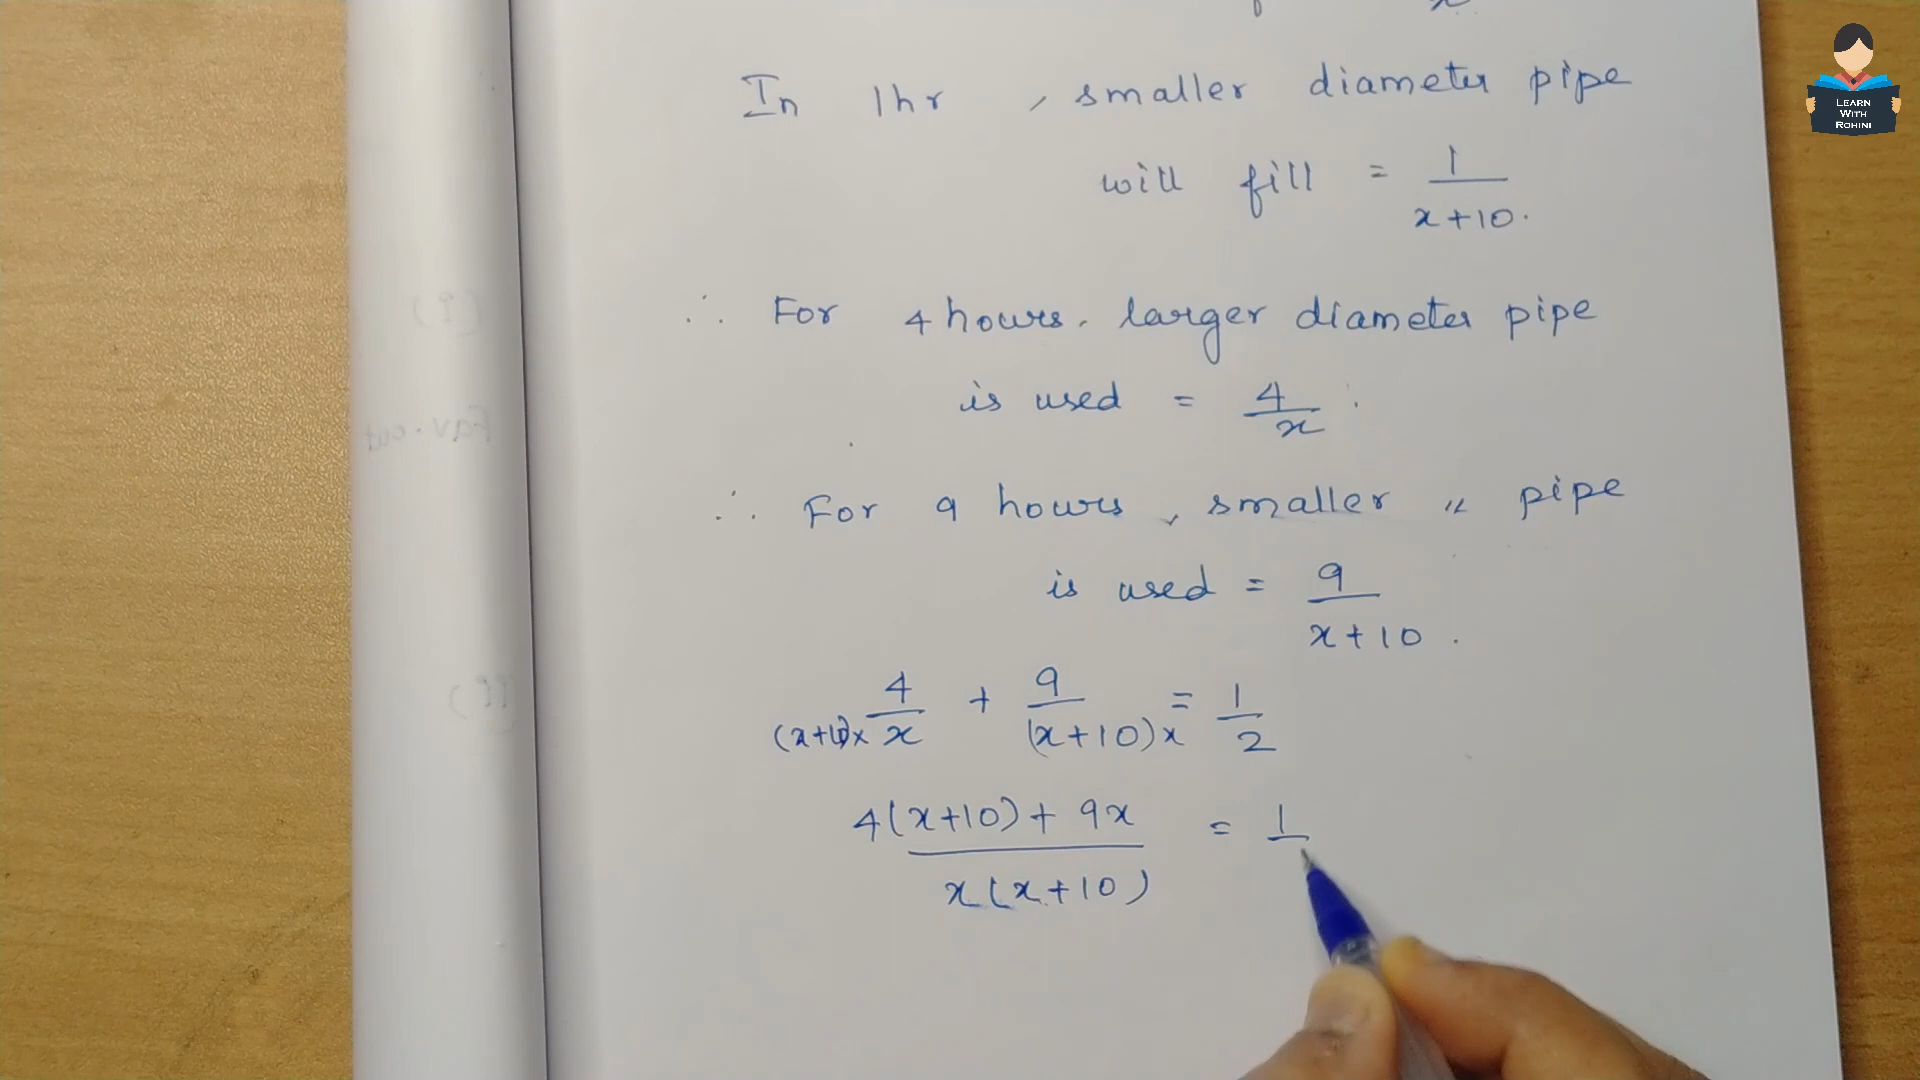 LEARN
WITH
ROHINI
In 1hr, smaller diameter pipe
will fill = 1/(x+10).
∴ For 4 hours, larger diameter pipe
is used = 4/x.
∴ For 9 hours, smaller " pipe
is used = 9/(x+10).
(x+10)× 4/x + 9/(x+10)x = 1/2
4(x+10)+9x / x(x+10) = 1/